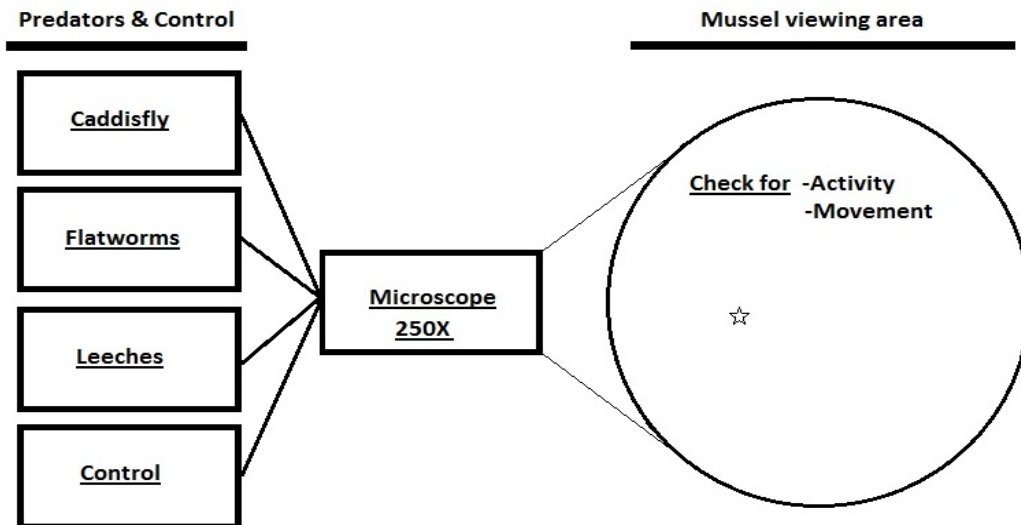 Predators & Control
Mussel viewing area
Caddisfly
Flatworms
Leeches
Control
Microscope
250X
Check for -Activity
-Movement